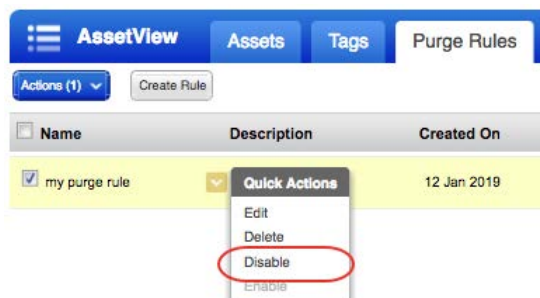 AssetView Assets Tags Purge Rules
Actions (1) Create Rule
Name Description Created On
my purge rule Quick Actions 12 Jan 2019
Edit
Delete
Disable
Enable